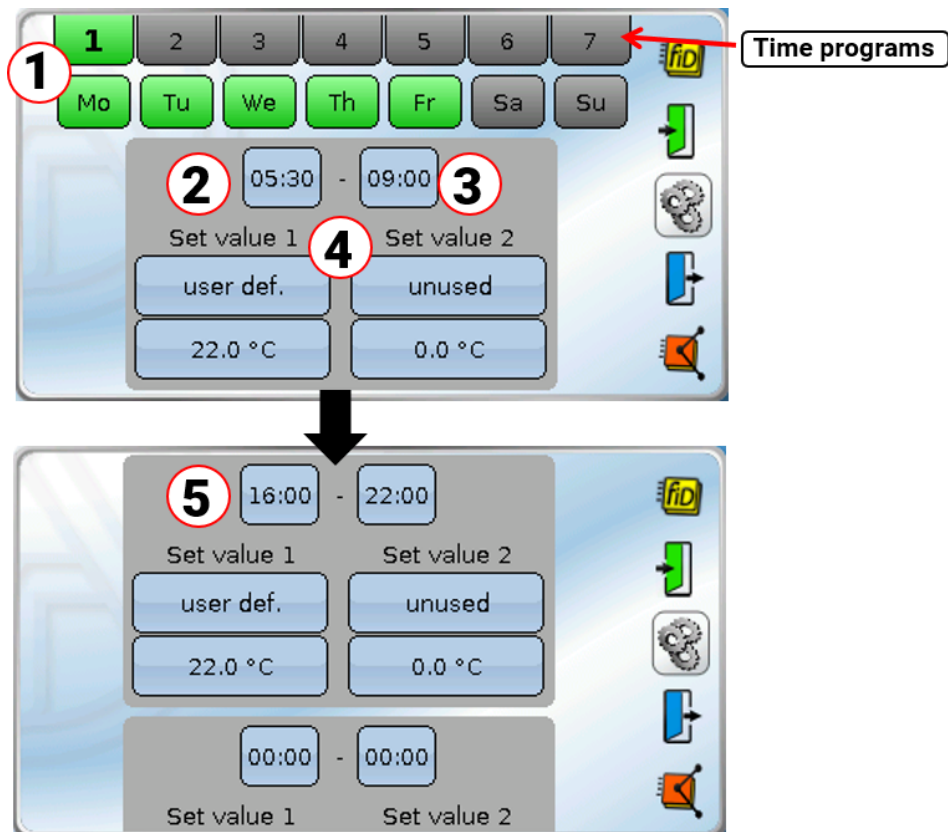 1 2 3 4 5 6 7
Time programs
fiD
1
Mo Tu We Th Fr Sa Su
2 05:30 - 09:00 3
Set value 1 4 Set value 2
user def. unused
22.0 °C 0.0 °C
5 16:00 - 22:00
fiD
Set value 1 Set value 2
user def. unused
22.0 °C 0.0 °C
00:00 - 00:00
Set value 1 Set value 2